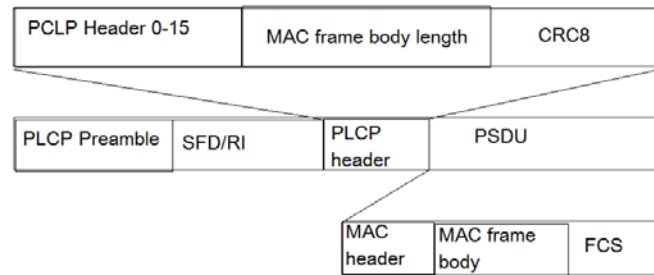 PCLP Header 0-15 MAC frame body length CRC8
PLCP Preamble SFD/RI PLCP header PSDU
MAC header MAC frame body FCS